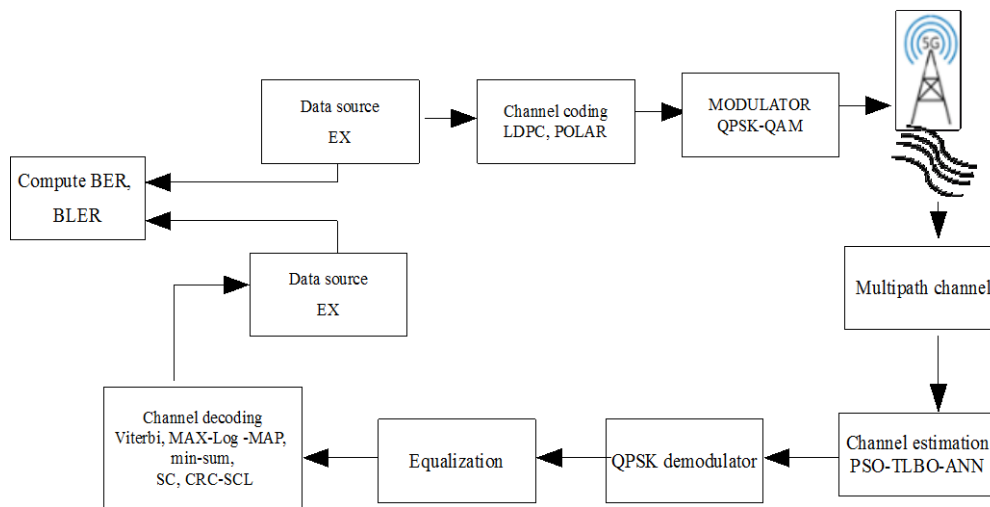 Data source
EX
Channel coding
LDPC, POLAR
MODULATOR
QPSK-QAM
5G
Compute BER,
BLER
Data source
EX
Multipath channel
Channel decoding
Viterbi, MAX-Log -MAP,
min-sum,
SC, CRC-SCL
Equalization
QPSK demodulator
Channel estimation
PSO-TLBO-ANN